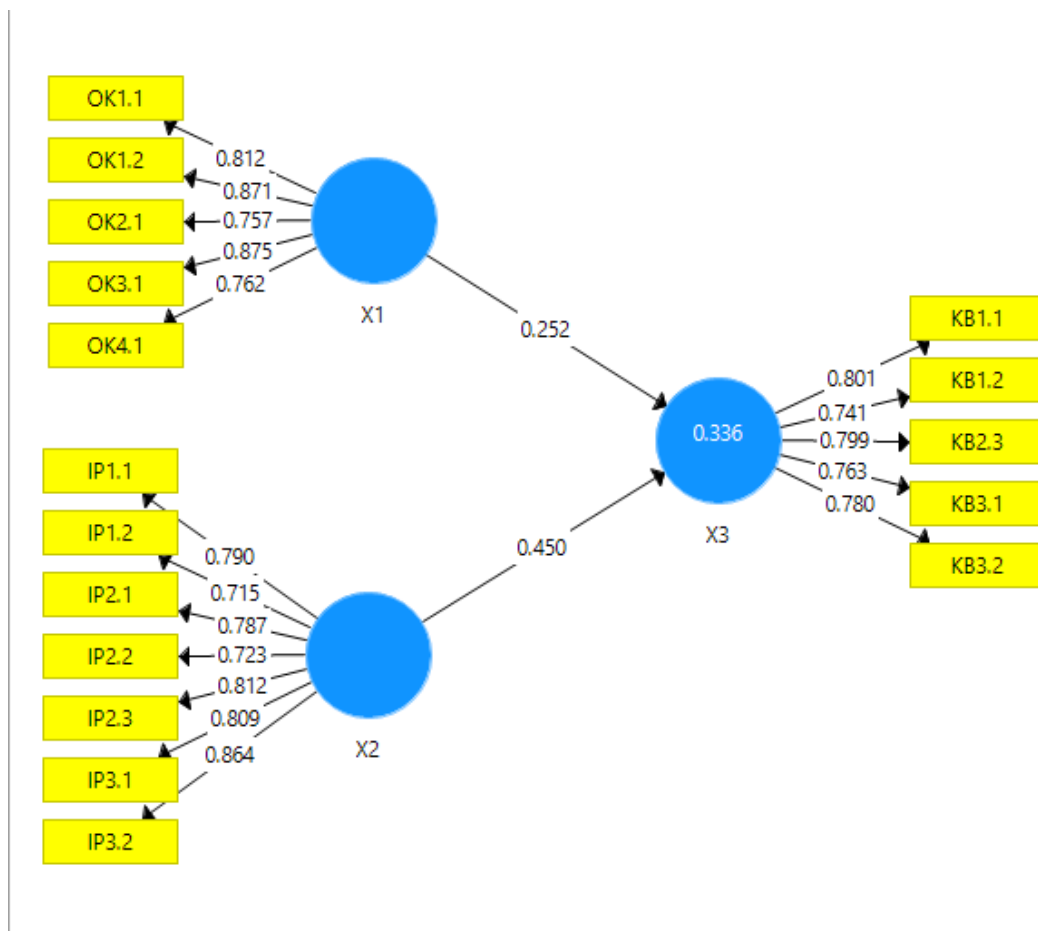 OK1.1
OK1.2
OK2.1
OK3.1
OK4.1
0.812
0.871
0.757
0.875
0.762
X1
0.252
IP1.1
IP1.2
IP2.1
IP2.2
IP2.3
IP3.1
IP3.2
0.790
0.715
0.787
0.723
0.812
0.809
0.864
X2
0.450
0.336
X3
0.801
0.741
0.799
0.763
0.780
KB1.1
KB1.2
KB2.3
KB3.1
KB3.2